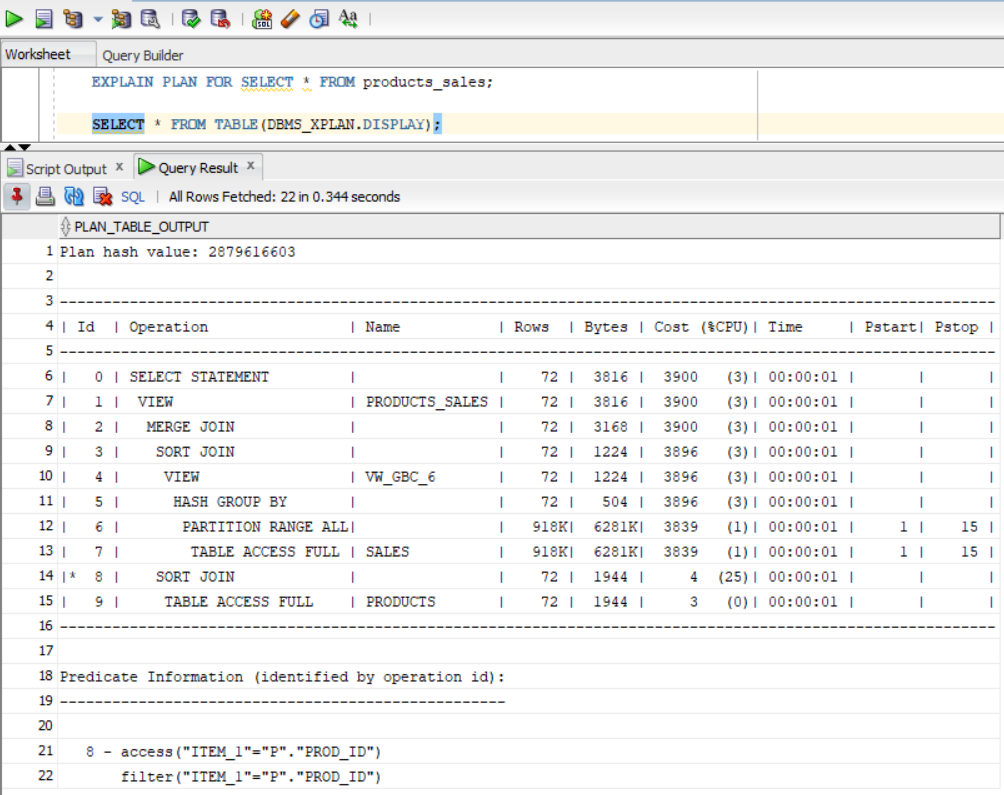 Worksheet Query Builder
EXPLAIN PLAN FOR SELECT * FROM products_sales;
SELECT * FROM TABLE(DBMS_XPLAN.DISPLAY);
Script Output x Query Result x
SQL | All Rows Fetched: 22 in 0.344 seconds
PLAN_TABLE_OUTPUT
1 Plan hash value: 2879616603
2
3 ------------------------------------------------------------------------------------------------------------
4 | Id  | Operation               | Name           | Rows  | Bytes | Cost (%CPU)| Time     | Pstart| Pstop |
5 ------------------------------------------------------------------------------------------------------------
6 |   0 | SELECT STATEMENT        |                |    72 |  3816 |  3900   (3)| 00:00:01 |       |       |
7 |   1 |  VIEW                   | PRODUCTS_SALES |    72 |  3816 |  3900   (3)| 00:00:01 |       |       |
8 |   2 |   MERGE JOIN            |                |    72 |  3168 |  3900   (3)| 00:00:01 |       |       |
9 |   3 |    SORT JOIN            |                |    72 |  1224 |  3896   (3)| 00:00:01 |       |       |
10 |   4 |     VIEW                | VW_GBC_6       |    72 |  1224 |  3896   (3)| 00:00:01 |       |       |
11 |   5 |      HASH GROUP BY      |                |    72 |   504 |  3896   (3)| 00:00:01 |       |       |
12 |   6 |       PARTITION RANGE ALL|                |   918K|  6281K|  3839   (1)| 00:00:01 |     1 |    15 |
13 |   7 |        TABLE ACCESS FULL | SALES          |   918K|  6281K|  3839   (1)| 00:00:01 |     1 |    15 |
14 |*  8 |    SORT JOIN            |                |    72 |  1944 |     4  (25)| 00:00:01 |       |       |
15 |   9 |     TABLE ACCESS FULL   | PRODUCTS       |    72 |  1944 |     3   (0)| 00:00:01 |       |       |
16 ------------------------------------------------------------------------------------------------------------
17
18 Predicate Information (identified by operation id):
19 ---------------------------------------------------
20
21    8 - access("ITEM_1"="P"."PROD_ID")
22        filter("ITEM_1"="P"."PROD_ID")